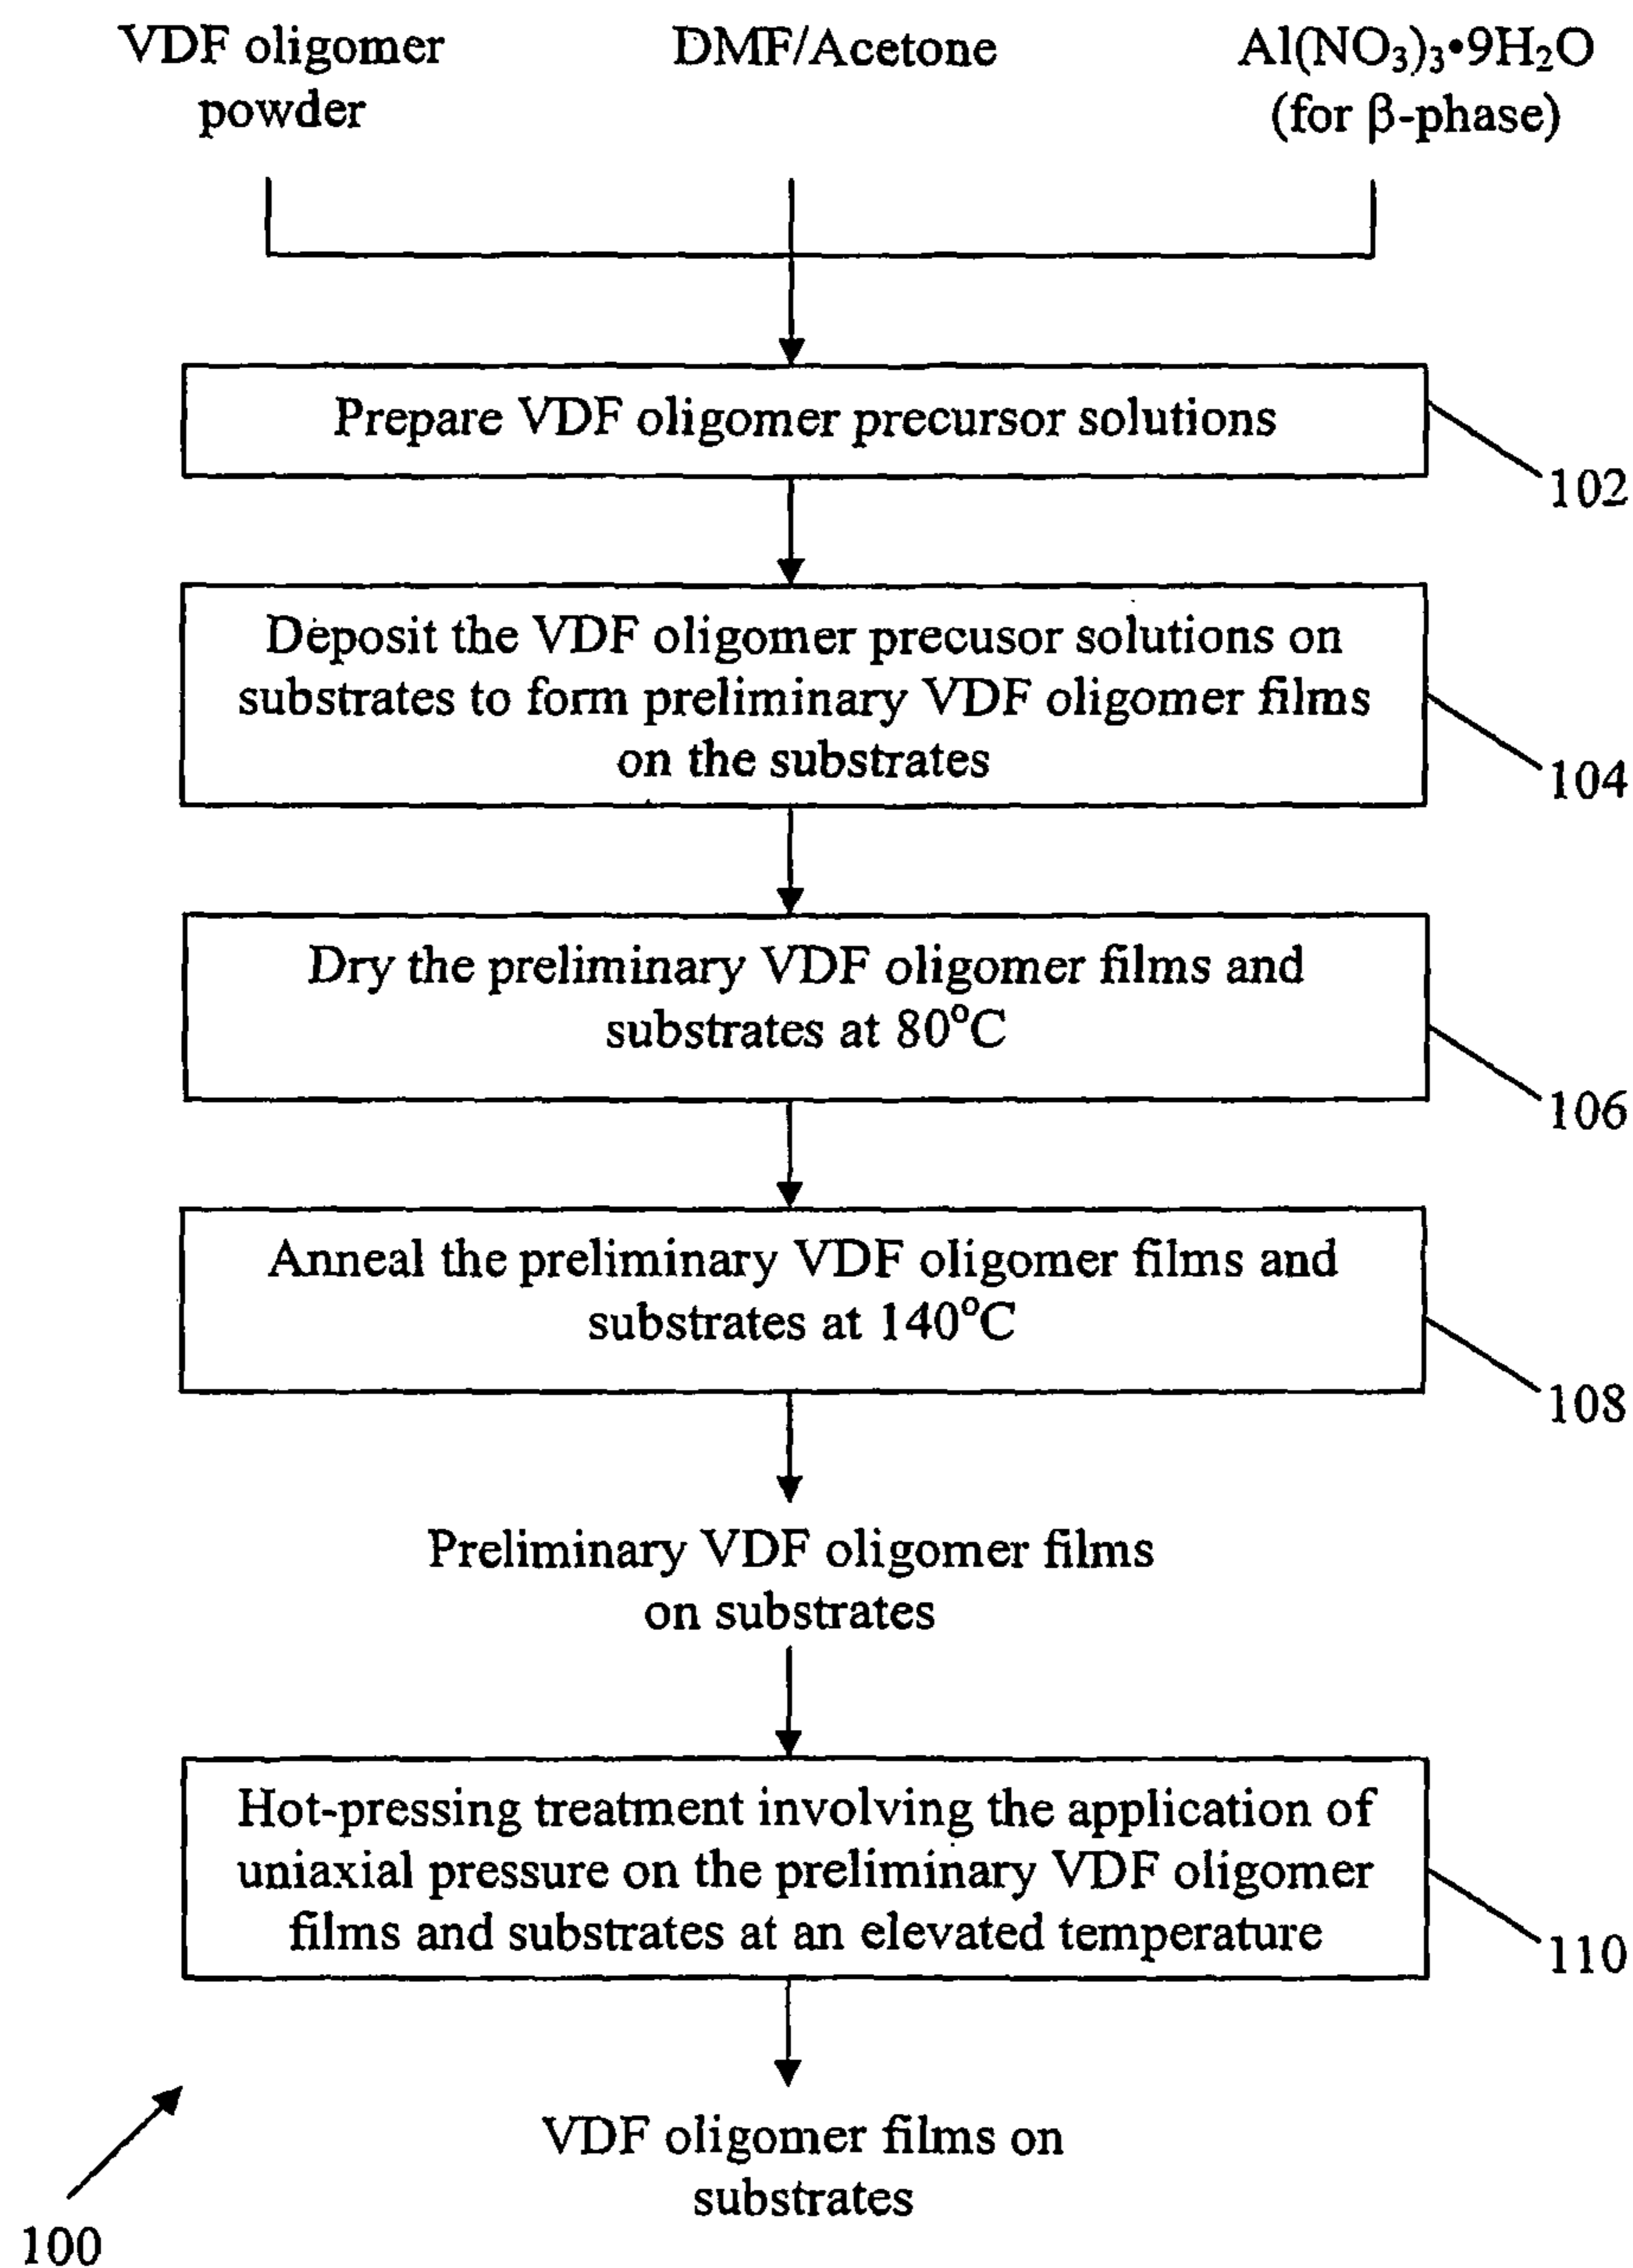 VDF oligomer
powder
DMF/Acetone
Al(NO₃)₃•9H₂O
(for β-phase)
Prepare VDF oligomer precursor solutions
102
Deposit the VDF oligomer precusor solutions on
substrates to form preliminary VDF oligomer films
on the substrates
104
Dry the preliminary VDF oligomer films and
substrates at 80°C
106
Anneal the preliminary VDF oligomer films and
substrates at 140°C
108
Preliminary VDF oligomer films
on substrates
Hot-pressing treatment involving the application of
uniaxial pressure on the preliminary VDF oligomer
films and substrates at an elevated temperature
110
VDF oligomer films on
substrates
100